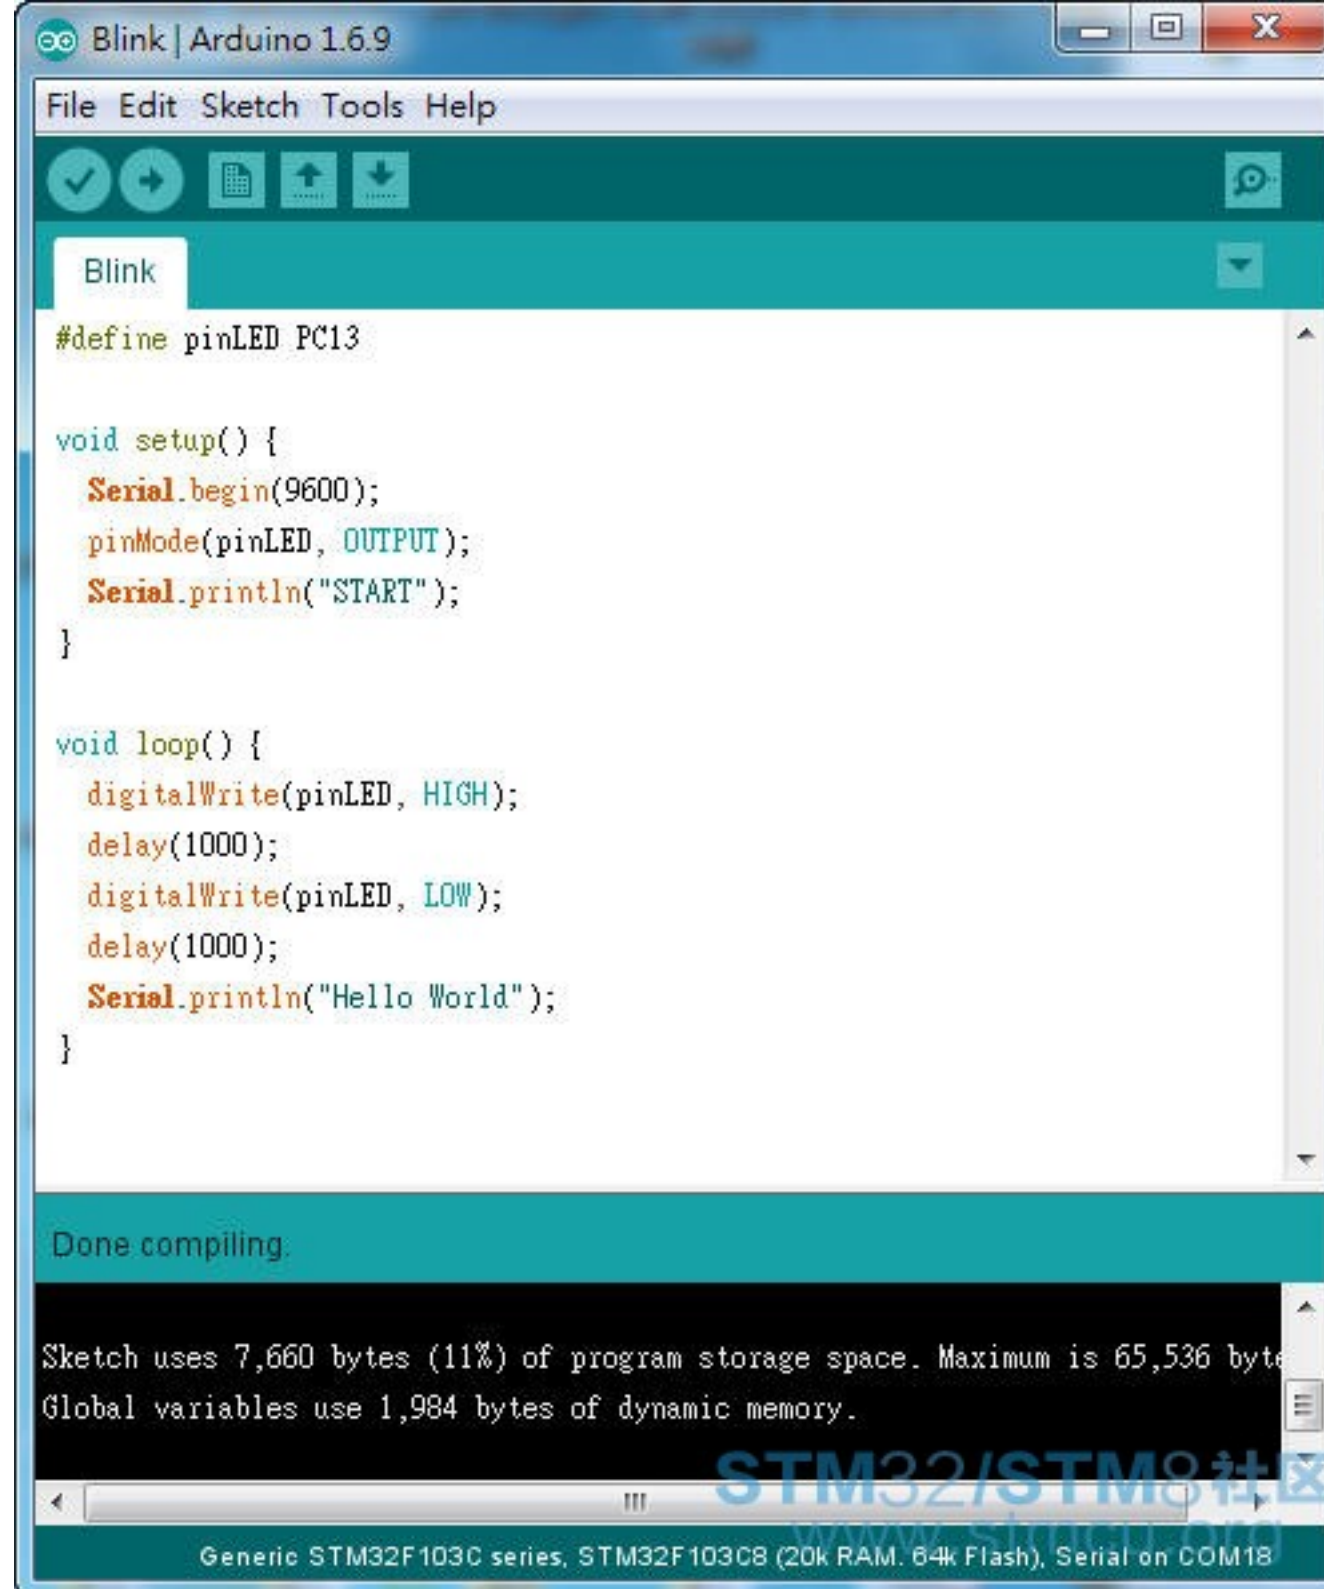 Blink | Arduino 1.6.9
File Edit Sketch Tools Help
Blink
#define pinLED PC13
void setup() {
  Serial.begin(9600);
  pinMode(pinLED, OUTPUT);
  Serial.println("START");
}
void loop() {
  digitalWrite(pinLED, HIGH);
  delay(1000);
  digitalWrite(pinLED, LOW);
  delay(1000);
  Serial.println("Hello World");
}
Done compiling.
Sketch uses 7,660 bytes (11%) of program storage space. Maximum is 65,536 byte
Global variables use 1,984 bytes of dynamic memory.
STM32/STM8社区
www.stmcu.org
Generic STM32F103C series, STM32F103C8 (20k RAM. 64k Flash), Serial on COM18